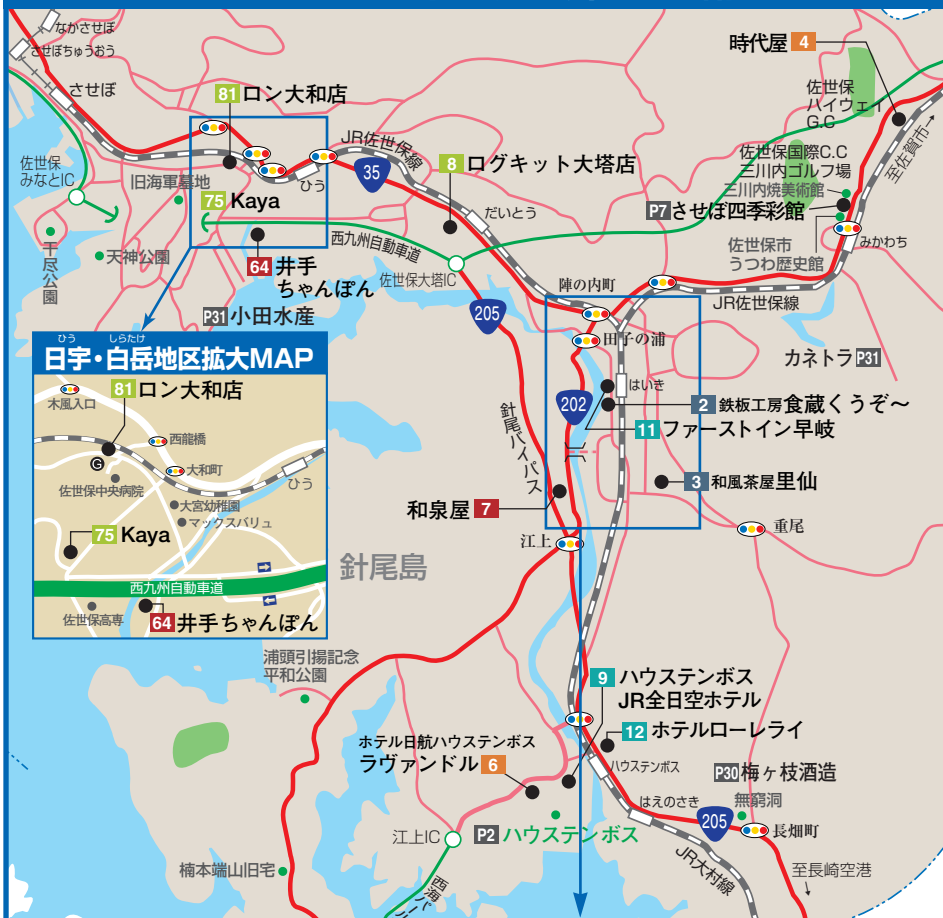 なかさせぼ
させぼちゅうおう
させぼ
81 ロン大和店
時代屋 4
佐世保
ハイウェイ
G.C
至佐賀市→
JR佐世保線
佐世保
みなとIC
旧海軍墓地
ひう
35
8 ログキット大塔店
佐世保国際C.C
三川内ゴルフ場
三川内焼美術館
75 Kaya
だいとう
P7 させぼ四季彩館
みかわち
干尽公園
天神公園
西九州自動車道
佐世保市
うつわ歴史館
64 井手
ちゃんぽん
佐世保大塔IC
陣の内町
JR佐世保線
P31 小田水産
205
田子の浦
カネトラ P31
ひう しらたけ
日宇・白岳地区拡大MAP
81 ロン大和店
木風入口
西龍橋
G
大和町
ひう
佐世保中央病院
大宮幼稚園
マックスバリュ
75 Kaya
西九州自動車道
佐世保高専
64 井手ちゃんぽん
はいき
202
2 鉄板工房 食蔵くうぞ〜
11 ファーストイン早岐
針尾バイパス
3 和風茶屋 里仙
和泉屋 7
重尾
江上
針尾島
浦頭引揚記念
平和公園
9 ハウステンボス
JR全日空ホテル
12 ホテルローレライ
ホテル日航ハウステンボス
ラヴァンドル 6
ハウステンボス
P30 梅ヶ枝酒造
無窮洞
はえのさき
205
長畑町
江上IC
P2 ハウステンボス
JR大村線
至長崎空港
↓
楠本端山旧宅
西海パ